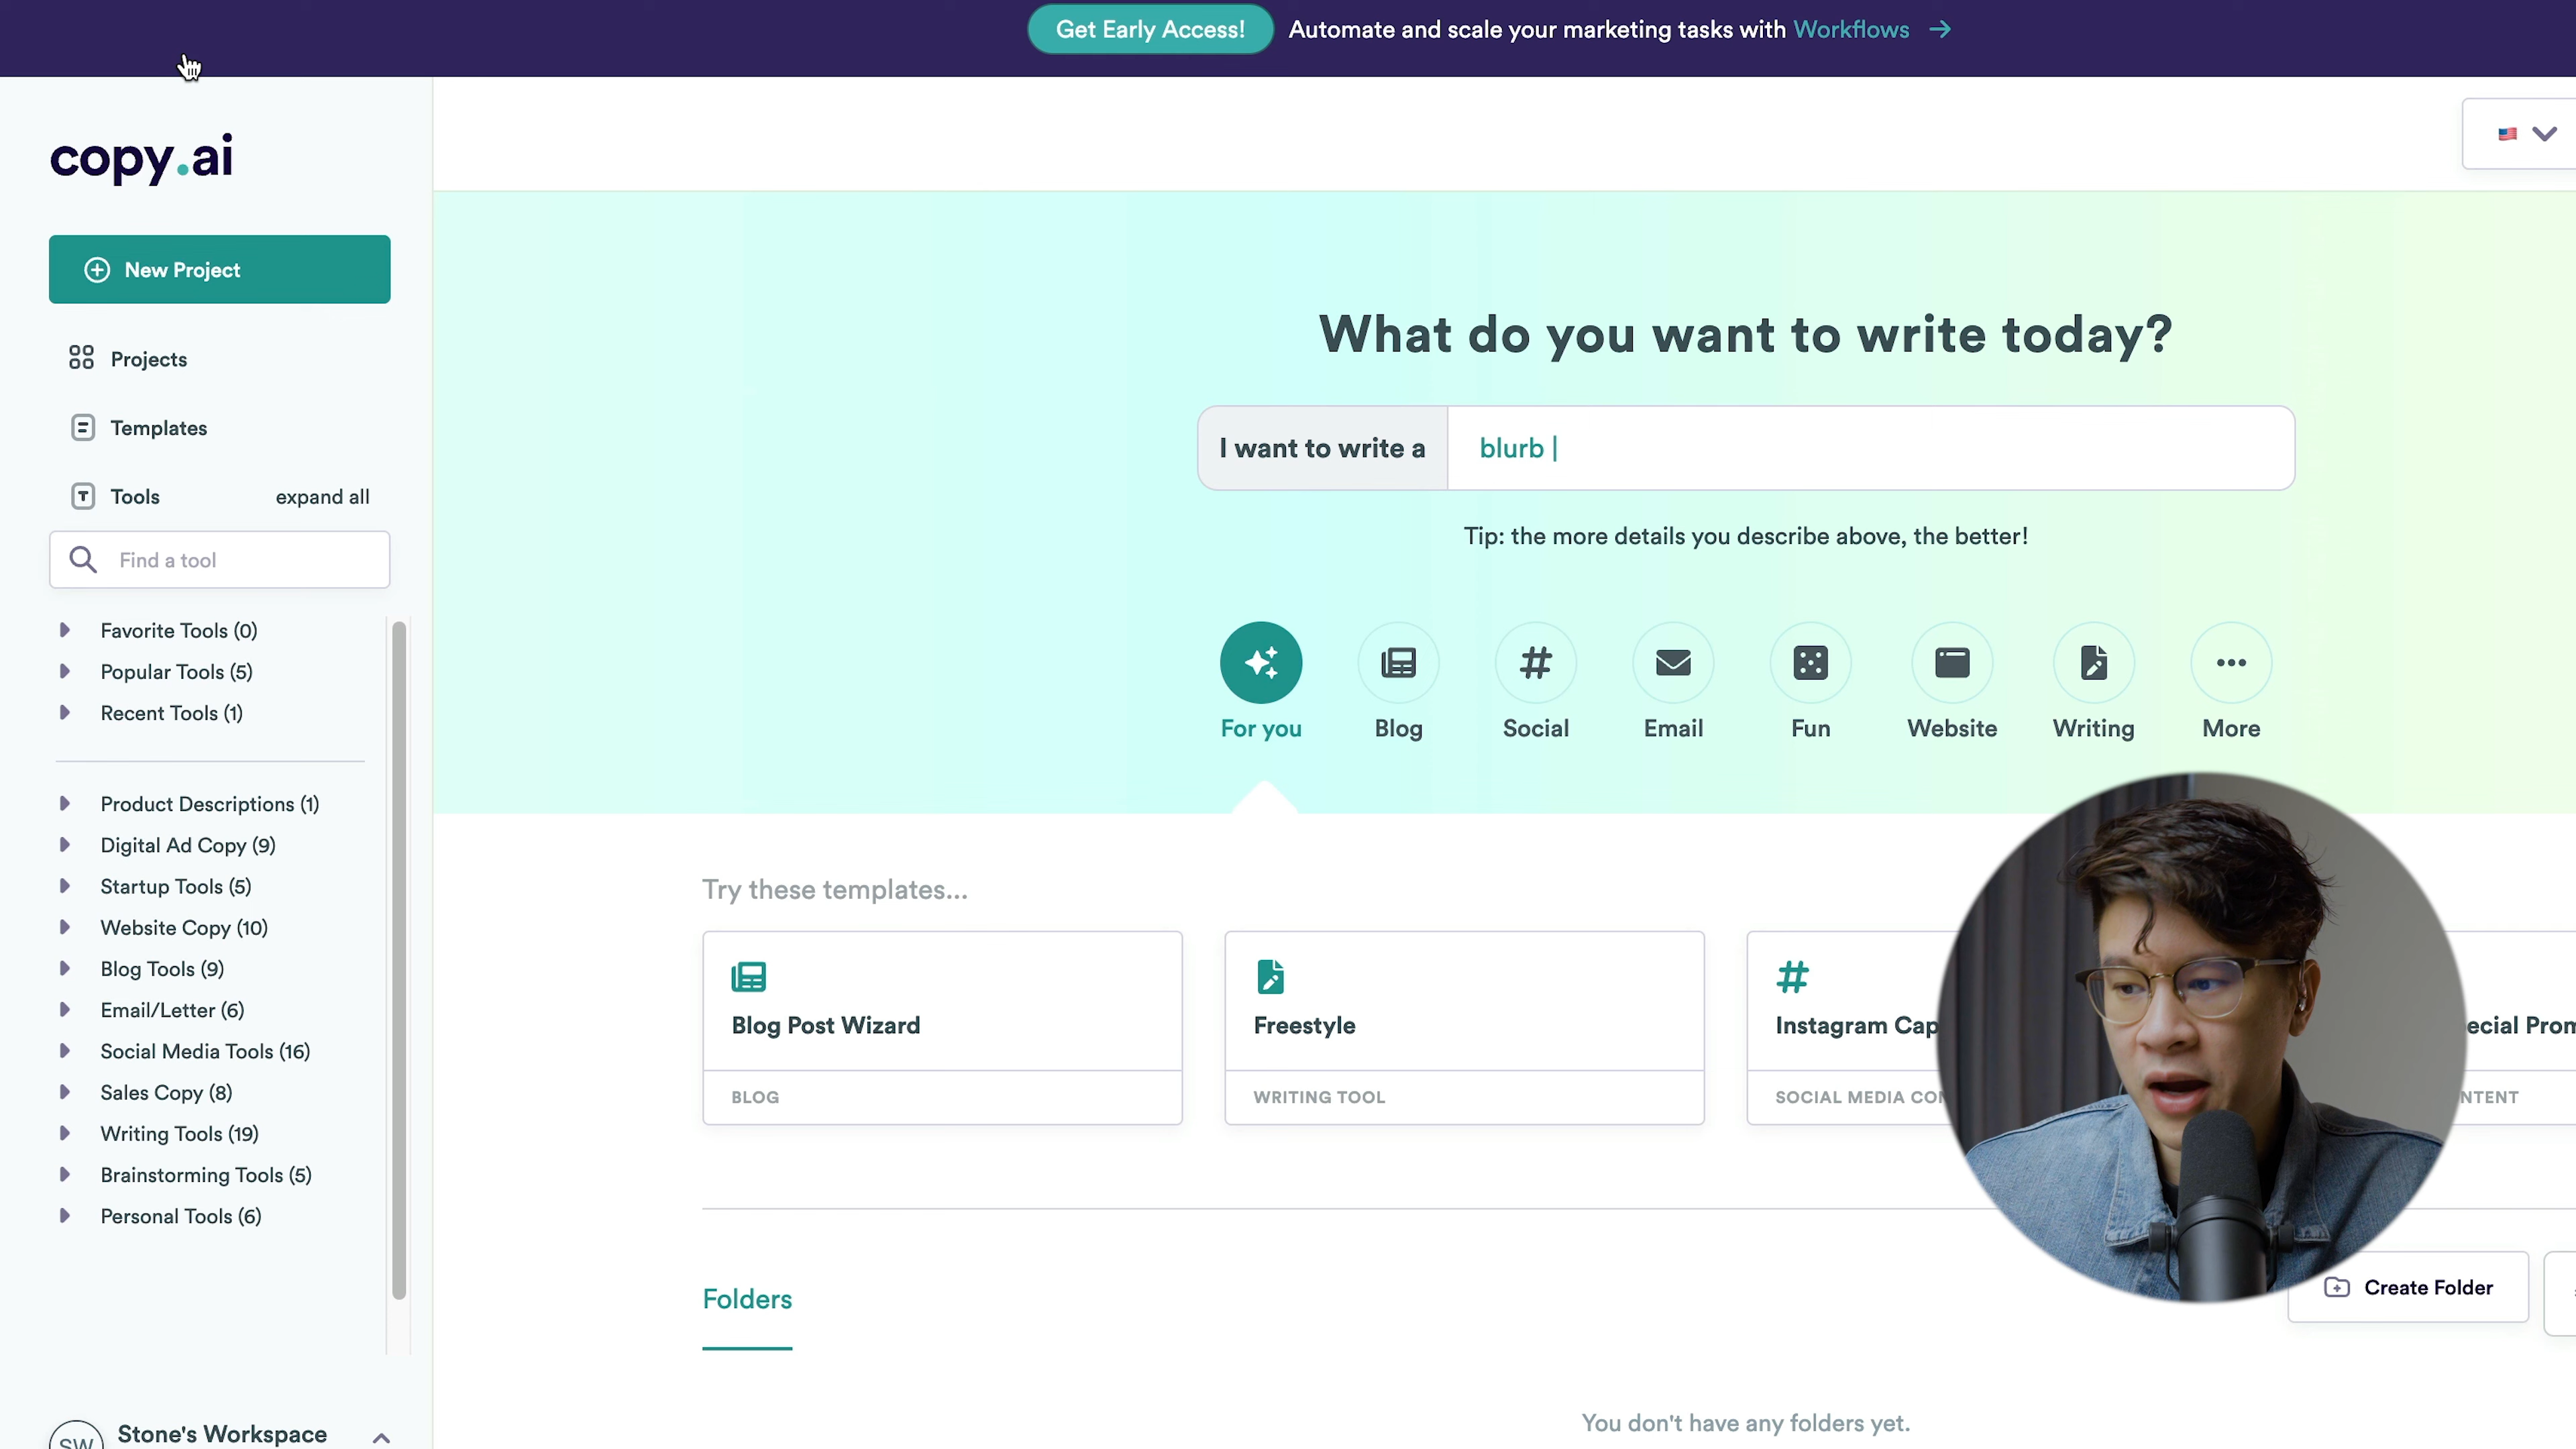 Get Early Access! Automate and scale your marketing tasks with Workflows →
copy.ai
New Project
Projects
Templates
Tools expand all
Find a tool
Favorite Tools (0)
Popular Tools (5)
Recent Tools (1)
Product Descriptions (1)
Digital Ad Copy (9)
Startup Tools (5)
Website Copy (10)
Blog Tools (9)
Email/Letter (6)
Social Media Tools (16)
Sales Copy (8)
Writing Tools (19)
Brainstorming Tools (5)
Personal Tools (6)
SW Stone's Workspace
What do you want to write today?
I want to write a blurb |
Tip: the more details you describe above, the better!
For you Blog Social Email Fun Website Writing More
Try these templates...
Blog Post Wizard
BLOG
Freestyle
WRITING TOOL
Instagram Cap
SOCIAL MEDIA CON
ecial Prom
NTENT
Folders
Create Folder
You don't have any folders yet.